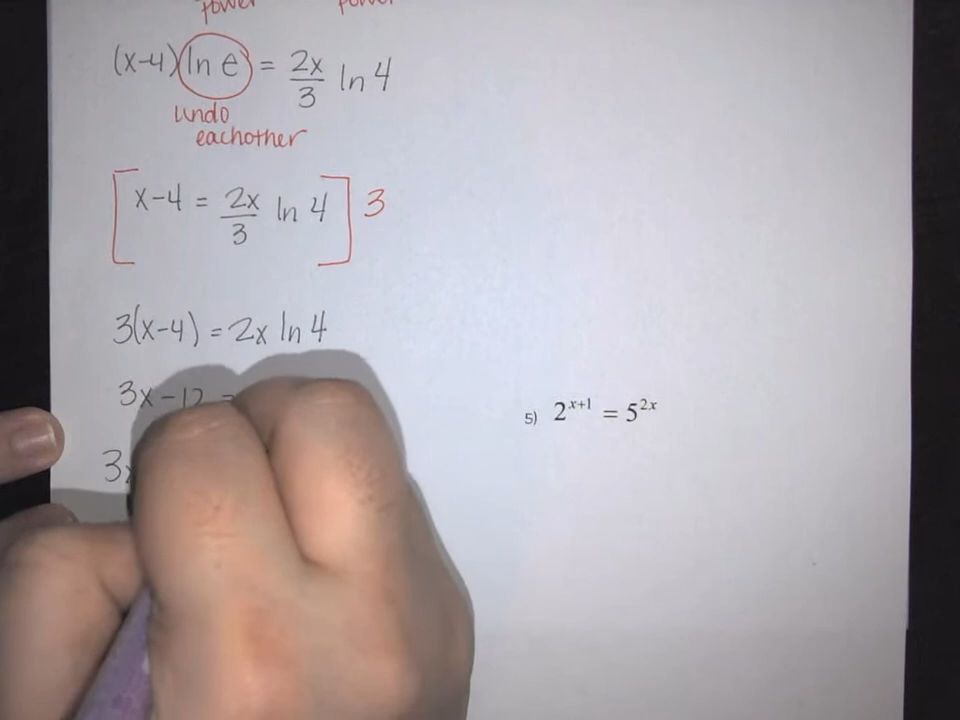 power power
(x-4) ln e = 2x/3 ln 4
undo
eachother
[x-4 = 2x/3 ln 4] 3
3(x-4) = 2x ln 4
3x-12 =
3x
5) 2^{x+1} = 5^{2x}